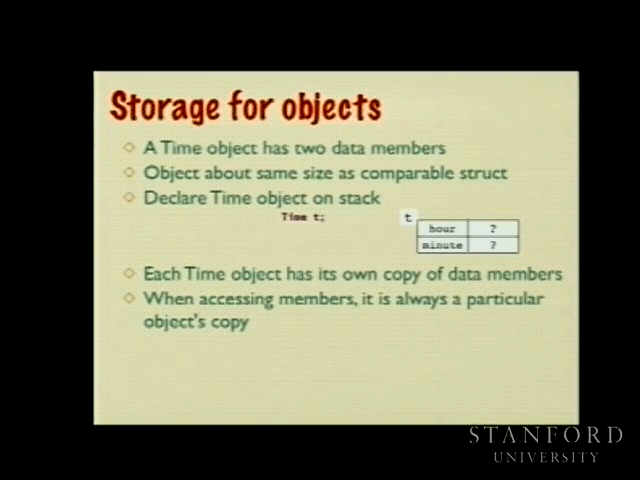 Storage for objects
A Time object has two data members
Object about same size as comparable struct
Declare Time object on stack
Time t;
t
hour ?
minute ?
Each Time object has its own copy of data members
When accessing members, it is always a particular
object's copy
STANFORD
UNIVERSITY